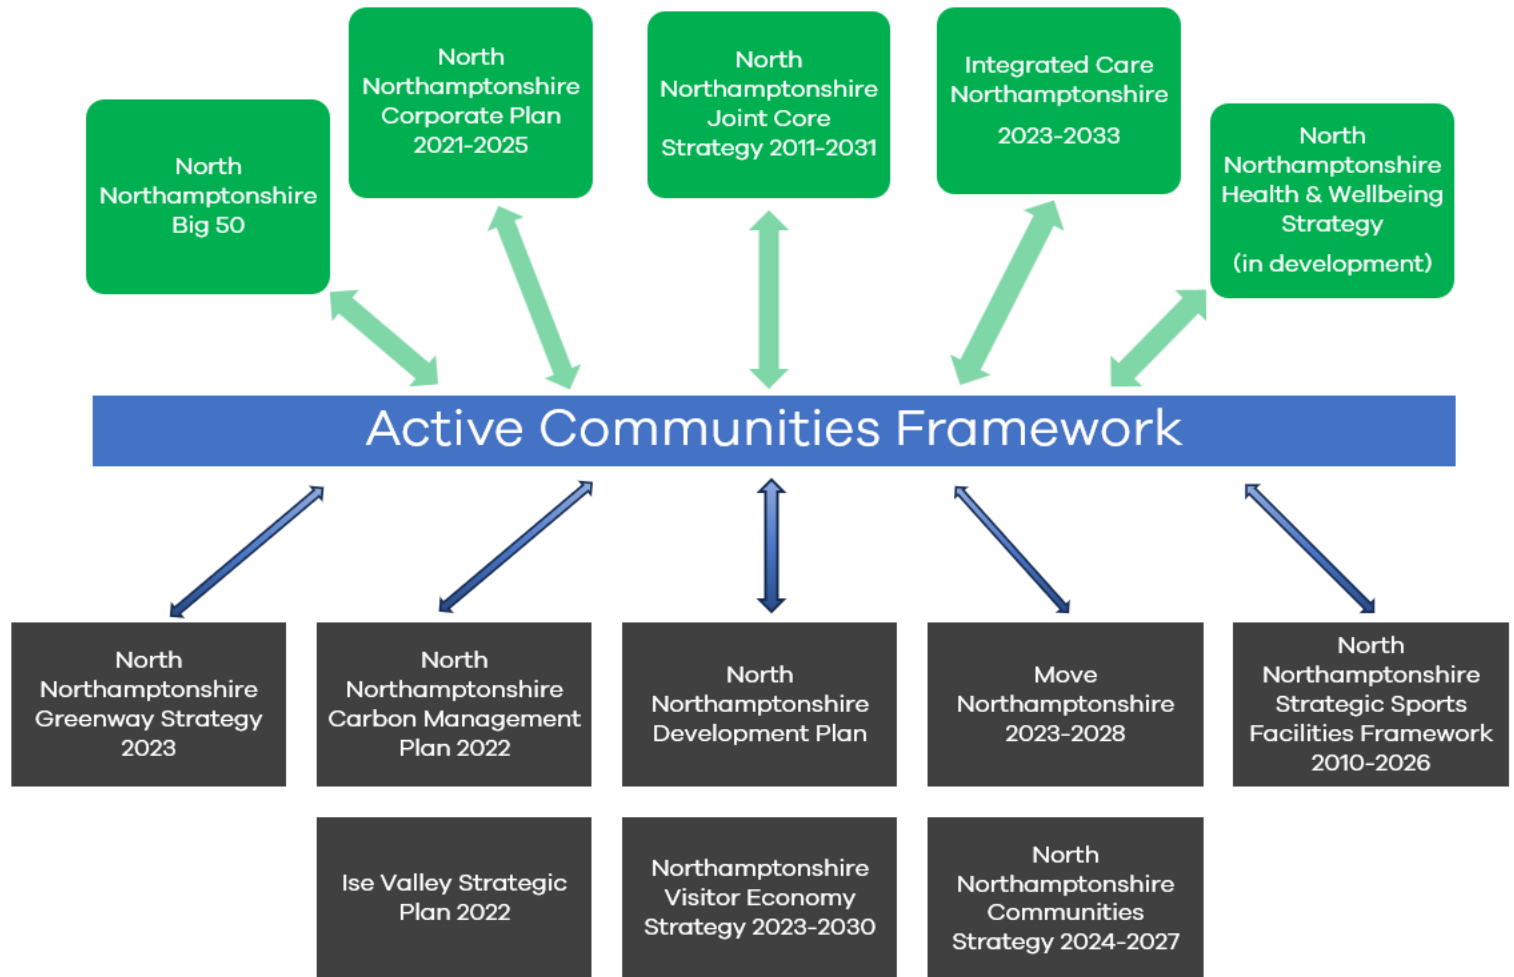 North
Northamptonshire
Big 50
North
Northamptonshire
Corporate Plan
2021-2025
North
Northamptonshire
Joint Core
Strategy 2011-2031
Integrated Care
Northamptonshire
2023-2033
North
Northamptonshire
Health & Wellbeing
Strategy
(in development)
Active Communities Framework
North
Northamptonshire
Greenway Strategy
2023
North
Northamptonshire
Carbon Management
Plan 2022
North
Northamptonshire
Development Plan
Move
Northamptonshire
2023-2028
North
Northamptonshire
Strategic Sports
Facilities Framework
2010-2026
Ise Valley Strategic
Plan 2022
Northamptonshire
Visitor Economy
Strategy 2023-2030
North
Northamptonshire
Communities
Strategy 2024-2027